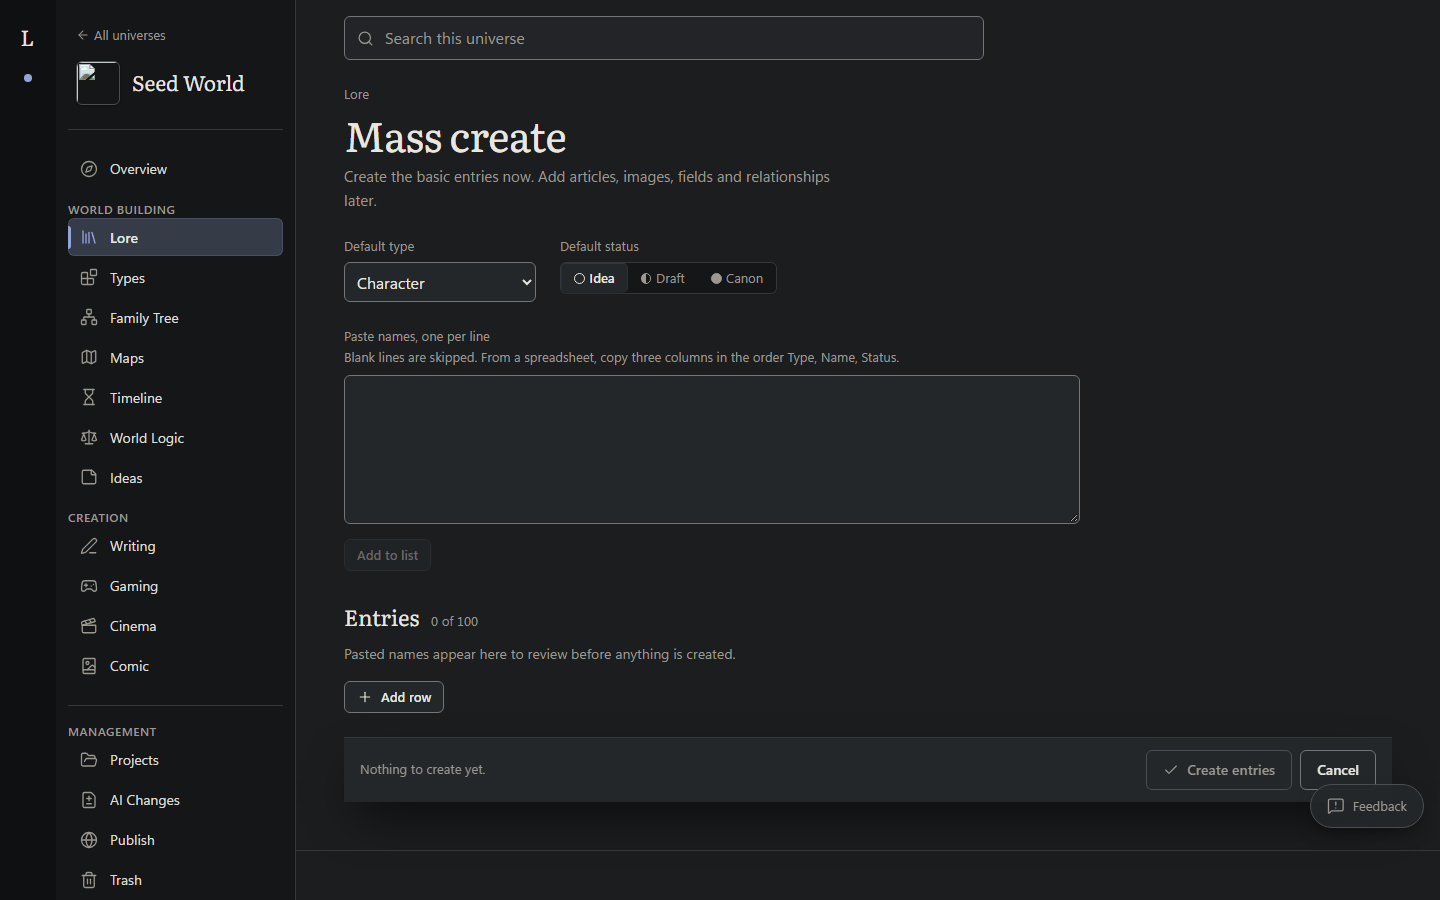 L
All universes
Seed World
Overview
WORLD BUILDING
Lore
Types
Family Tree
Maps
Timeline
World Logic
Ideas
CREATION
Writing
Gaming
Cinema
Comic
MANAGEMENT
Projects
AI Changes
Publish
Trash
Search this universe
Lore
Mass create
Create the basic entries now. Add articles, images, fields and relationships
later.
Default type
Default status
Character
Idea
Draft
Canon
Paste names, one per line
Blank lines are skipped. From a spreadsheet, copy three columns in the order Type, Name, Status.
Add to list
Entries 0 of 100
Pasted names appear here to review before anything is created.
Add row
Nothing to create yet.
Create entries
Cancel
Feedback